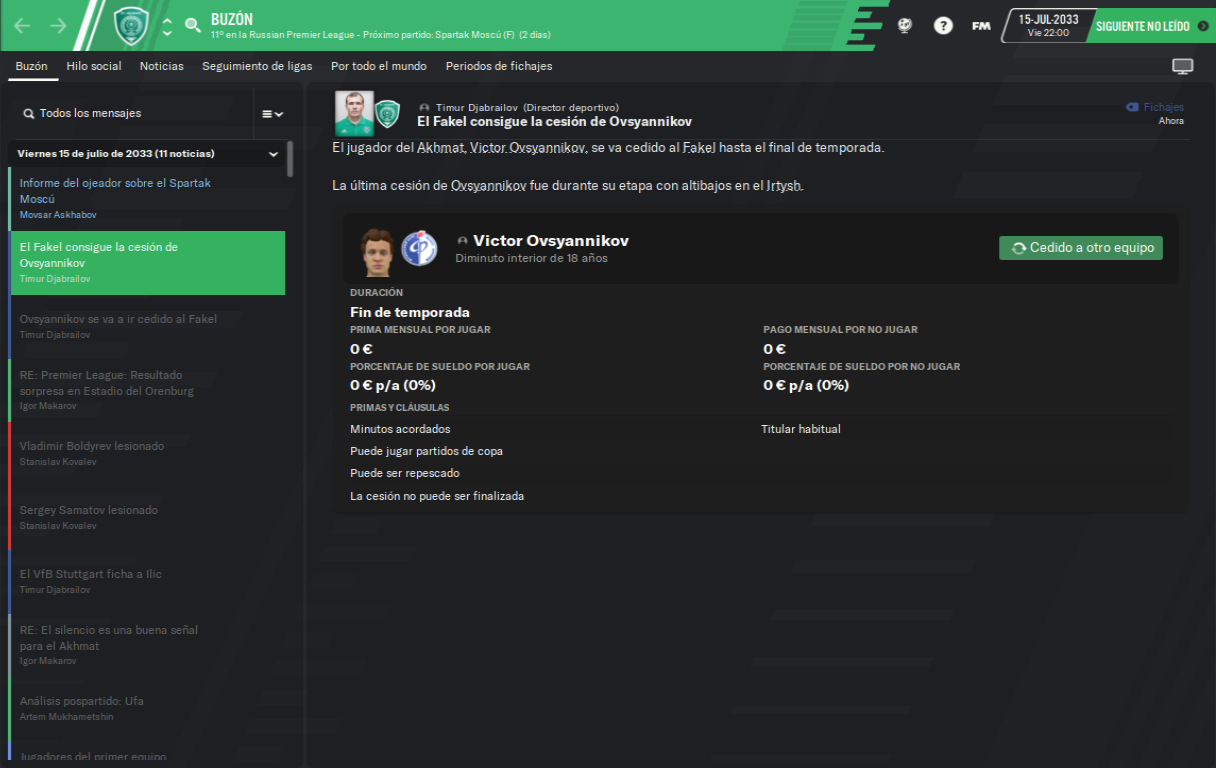 BUZÓN
11º en la Russian Premier League - Próximo partido: Spartak Moscú (F) (2 días)
?
FM
15-JUL-2033
Vie 22:00
SIGUIENTE NO LEÍDO
Buzón
Hilo social
Noticias
Seguimiento de ligas
Por todo el mundo
Periodos de fichajes
Todos los mensajes
Viernes 15 de julio de 2033 (11 noticias)
Informe del ojeador sobre el Spartak
Moscú
Movsar Askhabov
El Fakel consigue la cesión de
Ovsyannikov
Timur Djabrailov
Ovsyannikov se va a ir cedido al Fakel
Timur Djabrailov
RE: Premier League: Resultado
sorpresa en Estadio del Orenburg
Igor Makarov
Vladimir Boldyrev lesionado
Stanislav Kovalev
Sergey Samatov lesionado
Stanislav Kovalev
El VfB Stuttgart ficha a Ilic
Timur Djabrailov
RE: El silencio es una buena señal
para el Akhmat
Igor Makarov
Análisis pospartido: Ufa
Artem Mukhametshin
Jugadores del primer equipo
Timur Djabrailov (Director deportivo)
El Fakel consigue la cesión de Ovsyannikov
Fichajes
Ahora
El jugador del Akhmat, Victor Ovsyannikov, se va cedido al Fakel hasta el final de temporada.
La última cesión de Ovsyannikov fue durante su etapa con altibajos en el Irtysh.
Victor Ovsyannikov
Diminuto interior de 18 años
Cedido a otro equipo
DURACIÓN
Fin de temporada
PRIMA MENSUAL POR JUGAR
PAGO MENSUAL POR NO JUGAR
0 €
0 €
PORCENTAJE DE SUELDO POR JUGAR
PORCENTAJE DE SUELDO POR NO JUGAR
0 € p/a (0%)
0 € p/a (0%)
PRIMAS Y CLÁUSULAS
Minutos acordados
Titular habitual
Puede jugar partidos de copa
Puede ser repescado
La cesión no puede ser finalizada